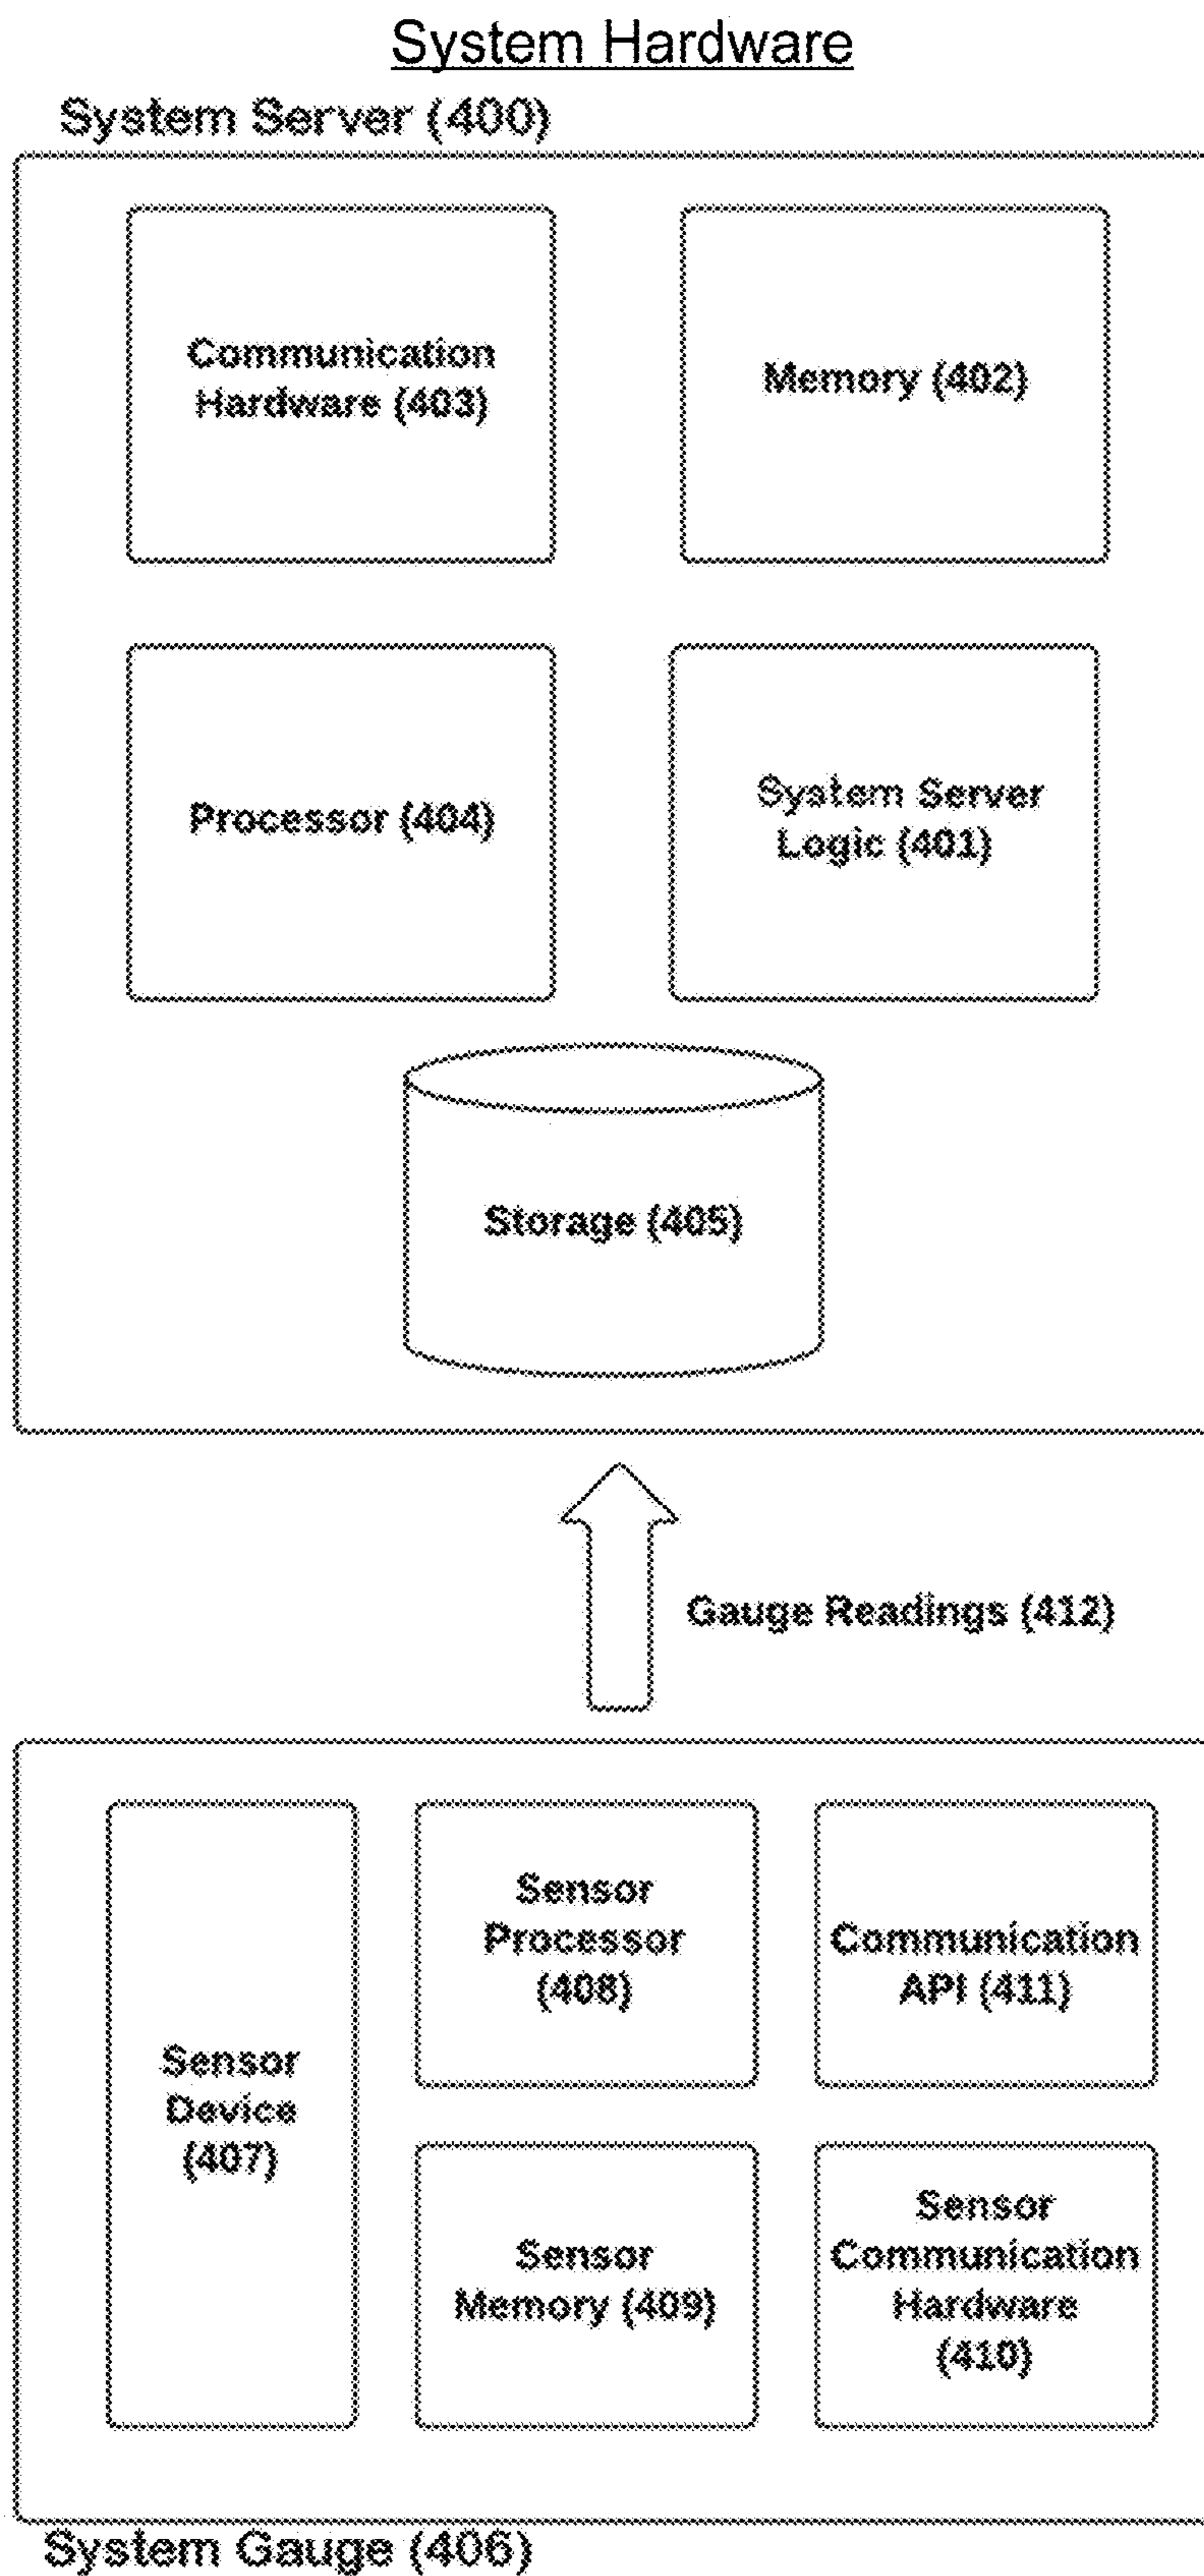 System Hardware
System Server (400)
Communication
Hardware (403)
Memory (402)
Processor (404)
System Server
Logic (401)
Storage (405)
Gauge Readings (412)
Sensor
Device
(407)
Sensor
Processor
(408)
Communication
API (411)
Sensor
Memory (409)
Sensor
Communication
Hardware
(410)
System Gauge (406)